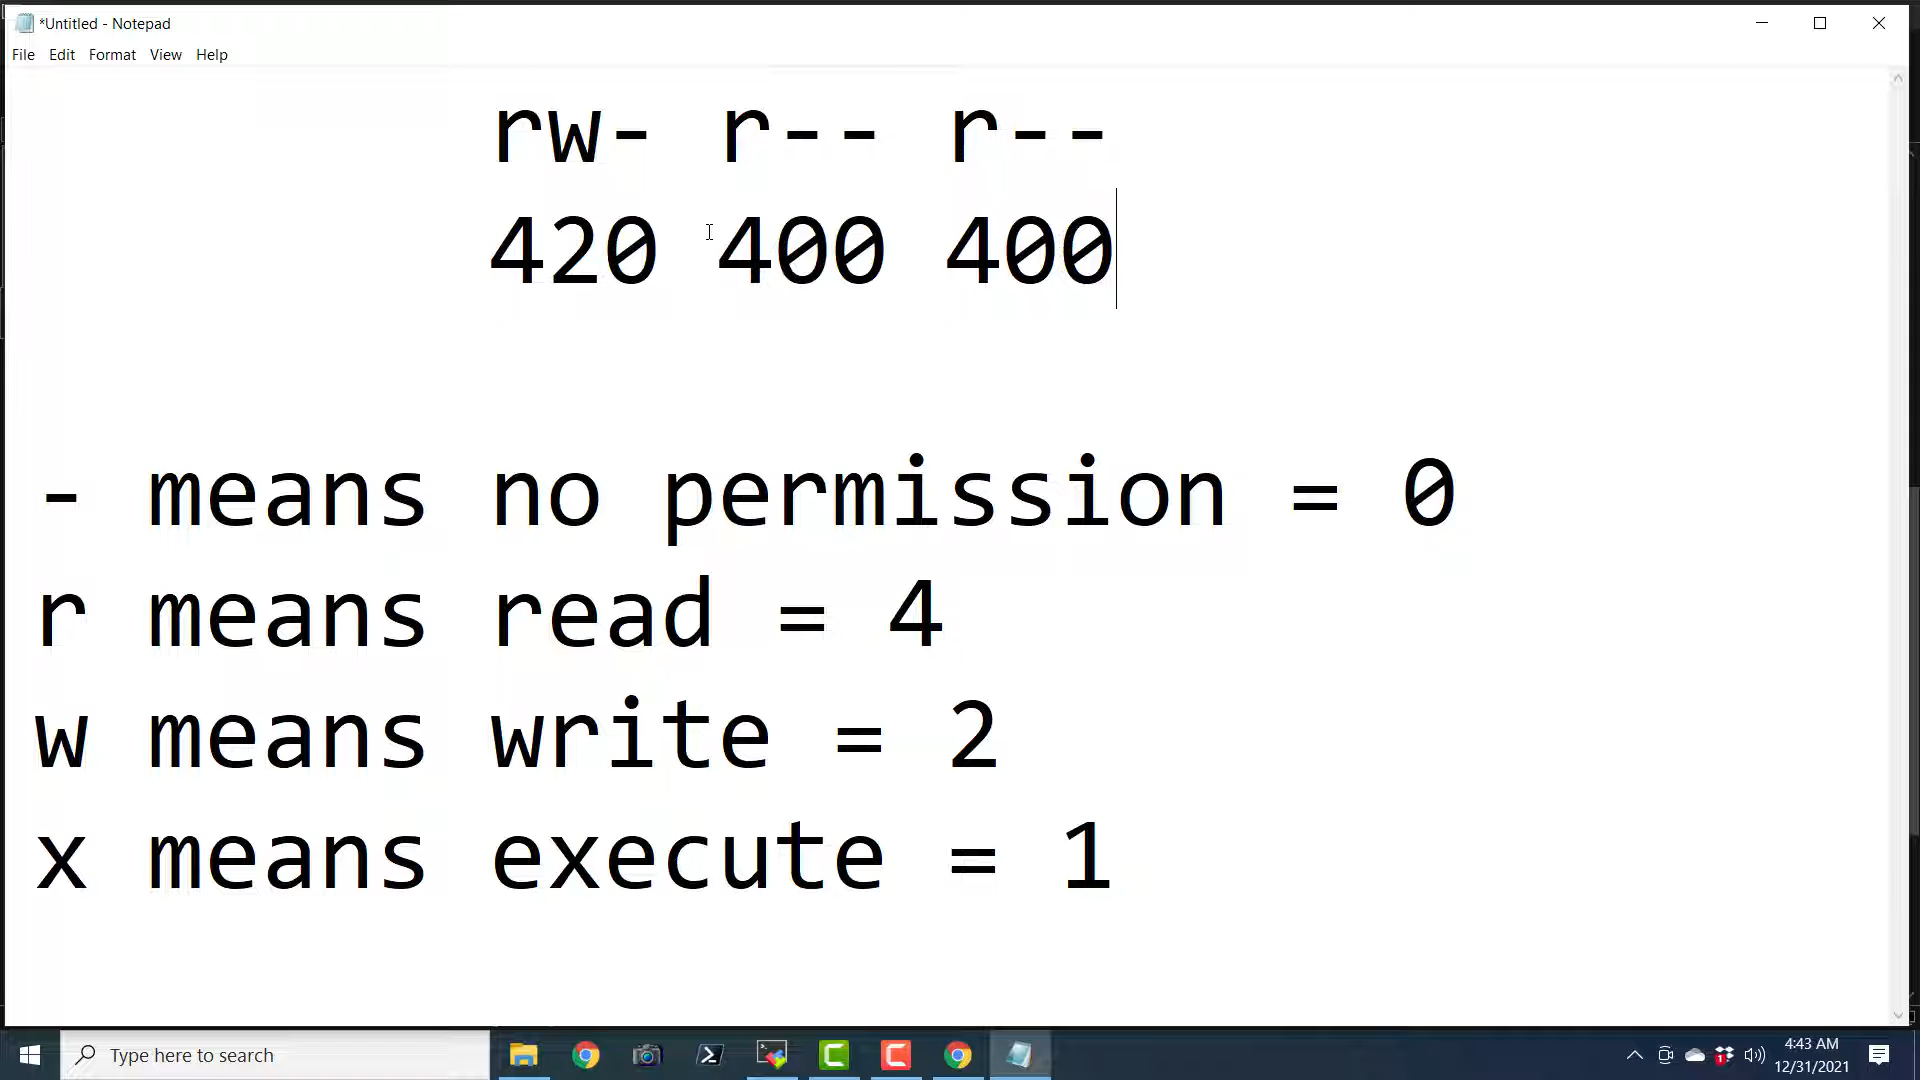 *Untitled - Notepad
File Edit Format View Help
rw- r-- r--
420 400 400
- means no permission = 0
r means read = 4
w means write = 2
x means execute = 1
Type here to search
1
4:43 AM
12/31/2021